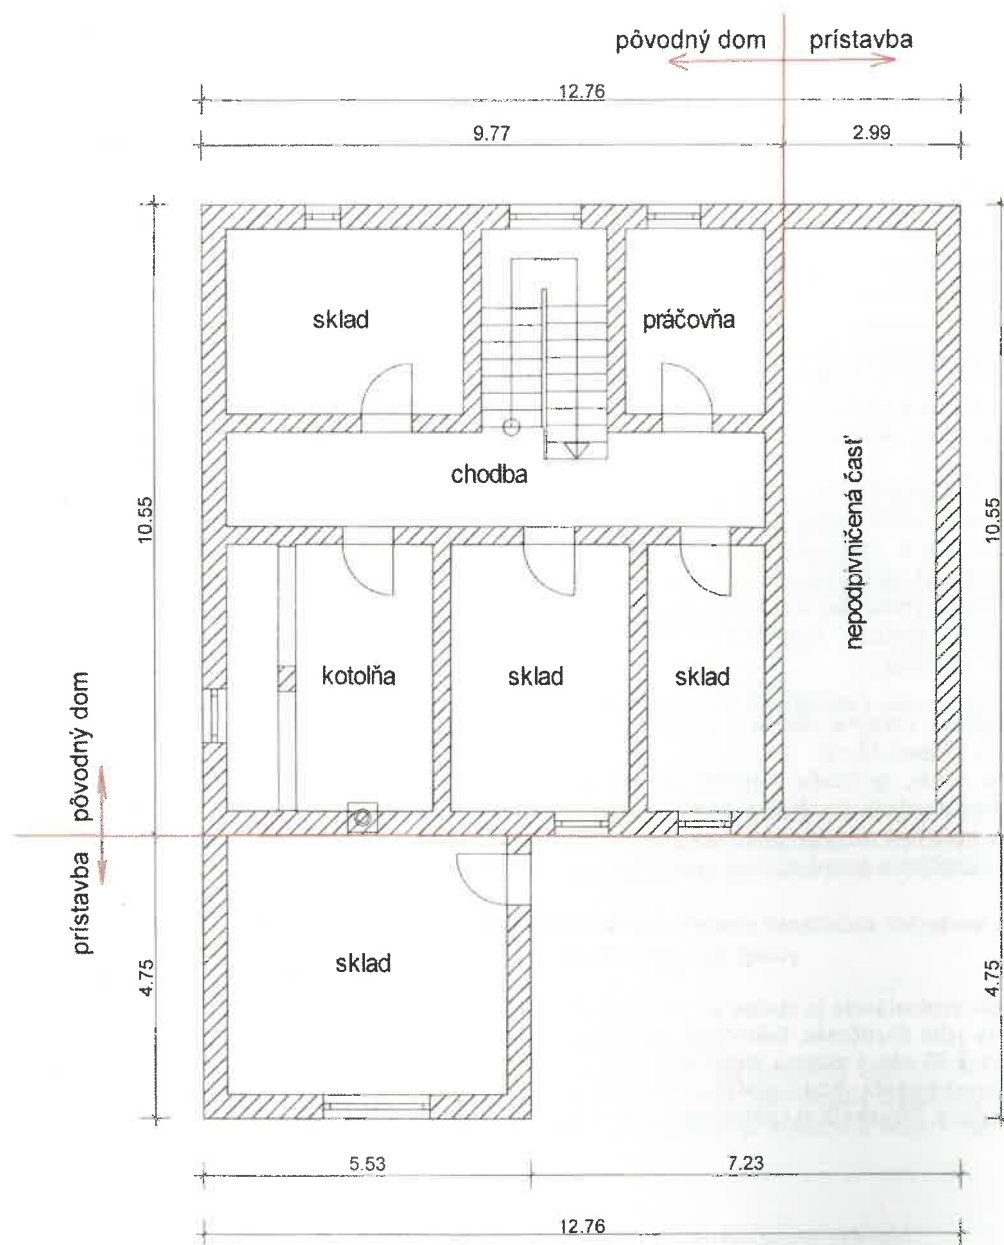 pôvodný dom prístavba
12.76
9.77 2.99
sklad
práčovňa
chodba
nepodpivničená časť
10.55
10.55
kotolňa
sklad
sklad
pôvodný dom
prístavba
sklad
4.75
4.75
5.53 7.23
12.76